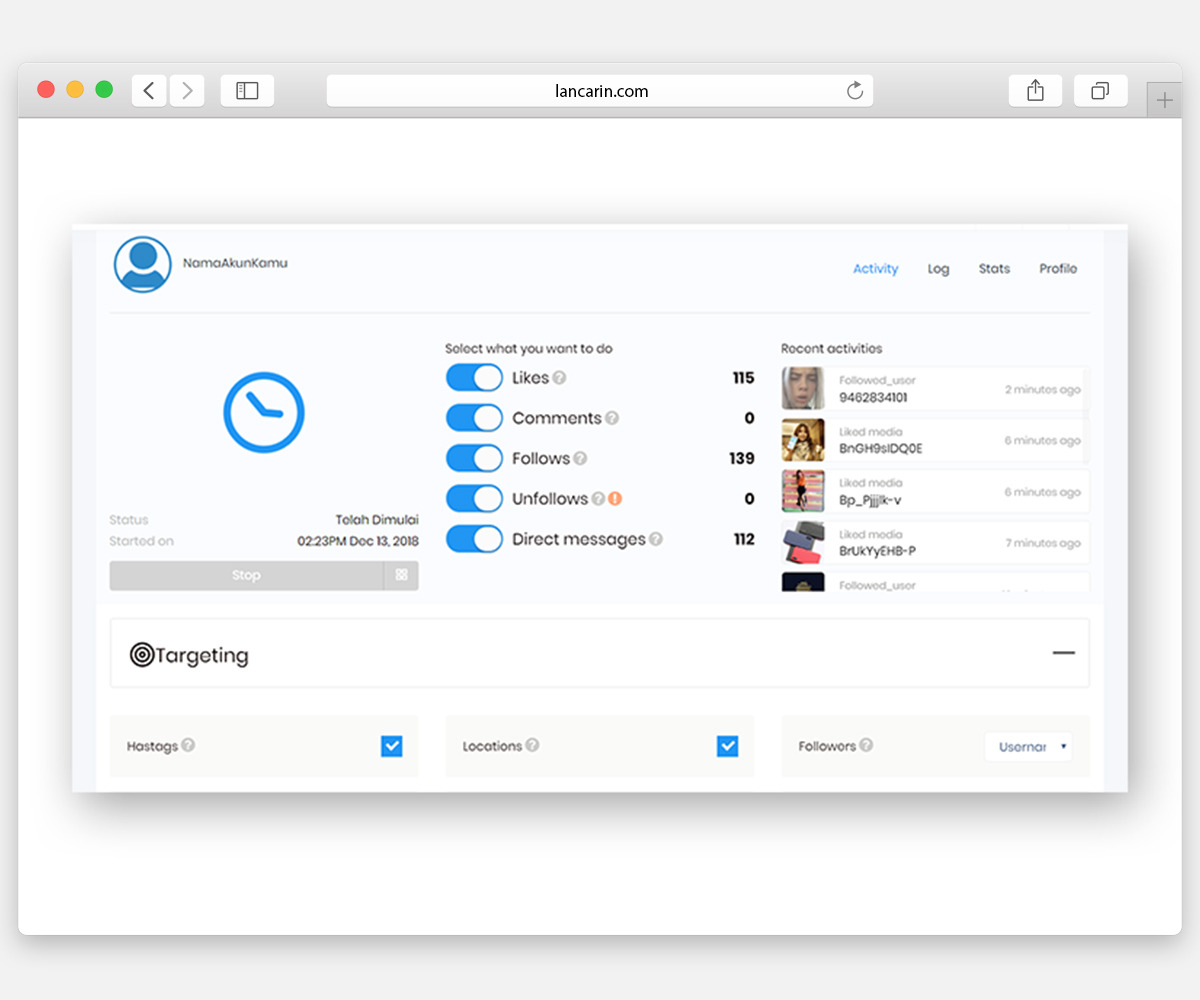 lancarin.com
NamaAkunKamu
Activity Log Stats Profile
Select what you want to do
Likes 115
Comments 0
Follows 139
Unfollows 0
Direct messages 112
Status Telah Dimulai
Started on 02:23PM Dec 13, 2018
Stop
Recent activities
Followed_user
9462834101
2 minutes ago
Liked media
BnGH9sIDQ0E
6 minutes ago
Liked media
6 minutes ago
Liked media
BrUkYyEHB-P
7 minutes ago
Followed_user
Targeting
Hastags
Locations
Followers
Usernar